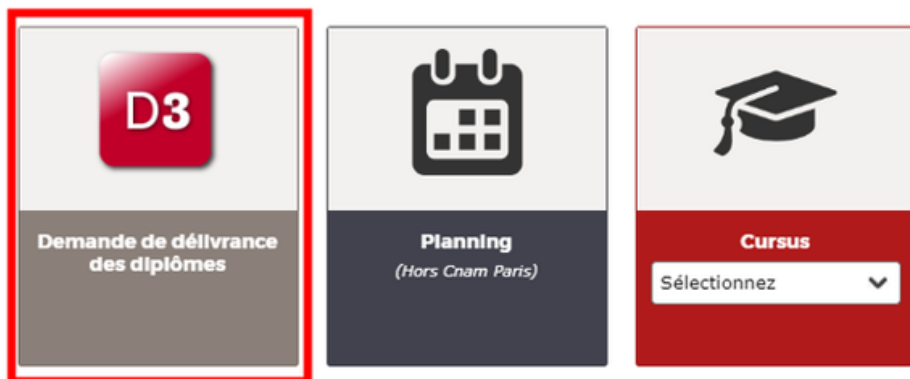 D3
Demande de délivrance
des diplômes
Planning
(Hors Cnam Paris)
Cursus
Sélectionnez